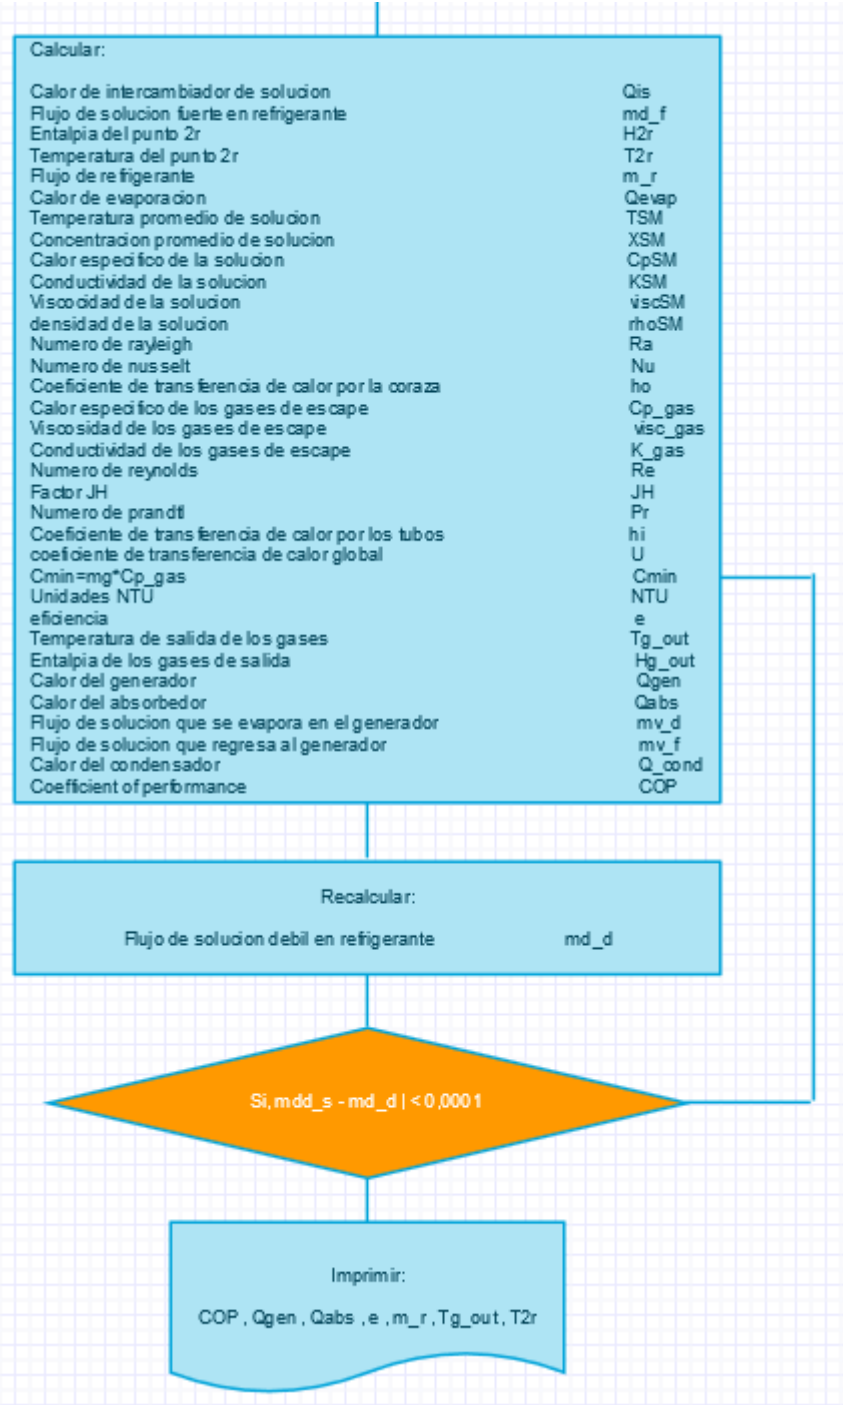 Calcular:
Calor de intercambiador de solucion Qis
Flujo de solucion fuerte en refrigerante md_f
Entalpia del punto 2r H2r
Temperatura del punto 2r T2r
Flujo de refrigerante m_r
Calor de evaporacion Qevap
Temperatura promedio de solucion TSM
Concentracion promedio de solucion XSM
Calor especifico de la solucion CpSM
Conductividad de la solucion KSM
Viscocidad de la solucion viscSM
densidad de la solucion rhoSM
Numero de rayleigh Ra
Numero de nusselt Nu
Coeficiente de transferencia de calor por la coraza ho
Calor especifico de los gases de escape Cp_gas
Viscosidad de los gases de escape visc_gas
Conductividad de los gases de escape K_gas
Numero de reynolds Re
Factor JH JH
Numero de prandtl Pr
Coeficiente de transferencia de calor por los tubos hi
coeficiente de transferencia de calor global U
Cmin=mg*Cp_gas Cmin
Unidades NTU NTU
eficiencia e
Temperatura de salida de los gases Tg_out
Entalpia de los gases de salida Hg_out
Calor del generador Qgen
Calor del absorbedor Qabs
Flujo de solucion que se evapora en el generador mv_d
Flujo de solucion que regresa al generador mv_f
Calor del condensador Q_cond
Coefficient of performance COP
Recalcular:
Flujo de solucion debil en refrigerante md_d
Si, mdd_s - md_d | < 0,0001
Imprimir:
COP , Qgen , Qabs , e , m_r , Tg_out , T2r